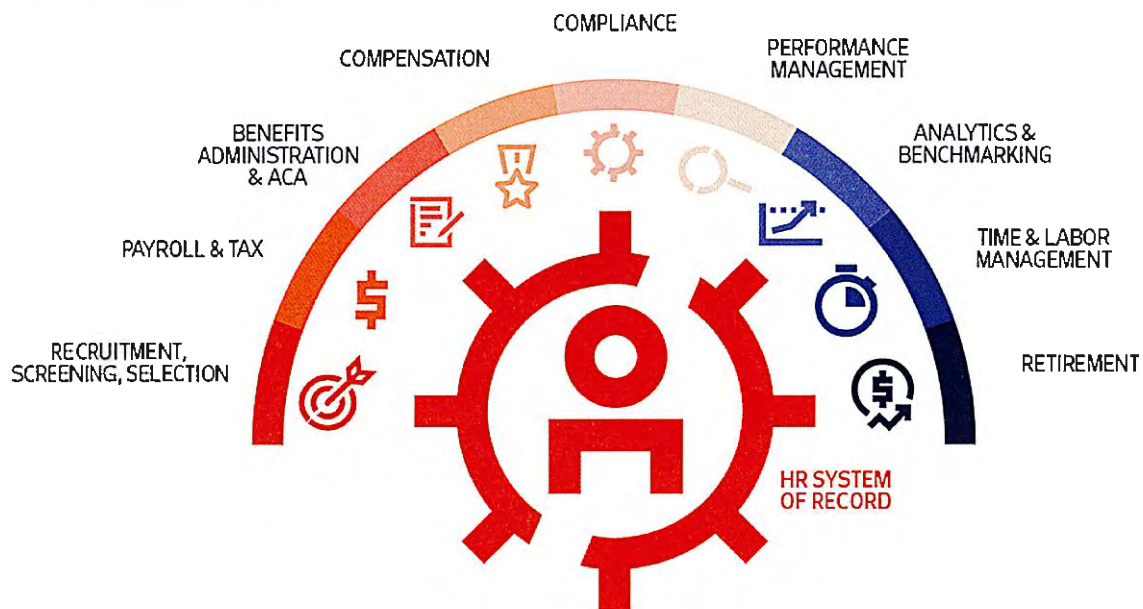 COMPLIANCE
COMPENSATION
PERFORMANCE
MANAGEMENT
BENEFITS
ADMINISTRATION
& ACA
ANALYTICS &
BENCHMARKING
PAYROLL & TAX
TIME & LABOR
MANAGEMENT
RECRUITMENT,
SCREENING, SELECTION
RETIREMENT
HR SYSTEM
OF RECORD